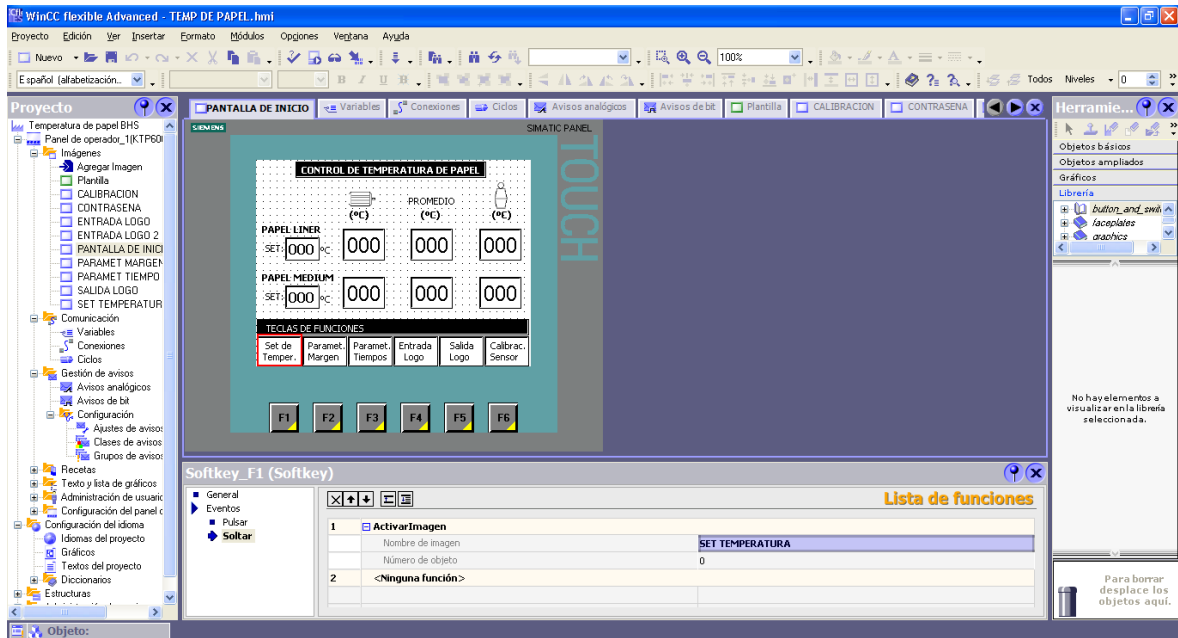 WinCC flexible Advanced - TEMP DE PAPEL.hmi
Proyecto Edición Ver Insertar Formato Módulos Opciones Ventana Ayuda
Nuevo 100%
Español (alfabetización... N K U B Todos Niveles 0
Proyecto
Temperatura de papel BHS
Panel de operador_1(KTP60
Imágenes
Agregar Imagen
Plantilla
CALIBRACION
CONTRASENA
ENTRADA LOGO
ENTRADA LOGO 2
PANTALLA DE INICI
PARAMET MARGEN
PARAMET TIEMPO
SALIDA LOGO
SET TEMPERATUR
Comunicación
Variables
Conexiones
Ciclos
Gestión de avisos
Avisos analógicos
Avisos de bit
Configuración
Ajustes de avisos
Clases de avisos
Grupos de avisos
Recetas
Texto y lista de gráficos
Administración de usuaric
Configuración del panel c
Configuración del idioma
Idiomas del proyecto
Gráficos
Textos del proyecto
Diccionarios
Estructuras
PANTALLA DE INICIO Variables Conexiones Ciclos Avisos analógicos Avisos de bit Plantilla CALIBRACION CONTRASENA
SIEMENS SIMATIC PANEL
TOUCH
CONTROL DE TEMPERATURA DE PAPEL
PROMEDIO
(ºC) (ºC) (ºC)
PAPEL LINER
SET: 000 ºC 000 000 000
PAPEL MEDIUM
SET: 000 ºC 000 000 000
TECLAS DE FUNCIONES
Set de Temper.
Paramet. Margen
Paramet. Tiempos
Entrada Logo
Salida Logo
Calibrac. Sensor
F1 F2 F3 F4 F5 F6
Softkey_F1 (Softkey)
General
Eventos
Pulsar
Soltar
Lista de funciones
1 ActivarImagen
Nombre de imagen SET TEMPERATURA
Número de objeto 0
2 <Ninguna función>
Herramie...
Objetos básicos
Objetos ampliados
Gráficos
Librería
button_and_swit
faceplates
graphics
No hay elementos a
visualizar en la librería
seleccionada.
Para borrar
desplace los
objetos aquí.
Objeto: